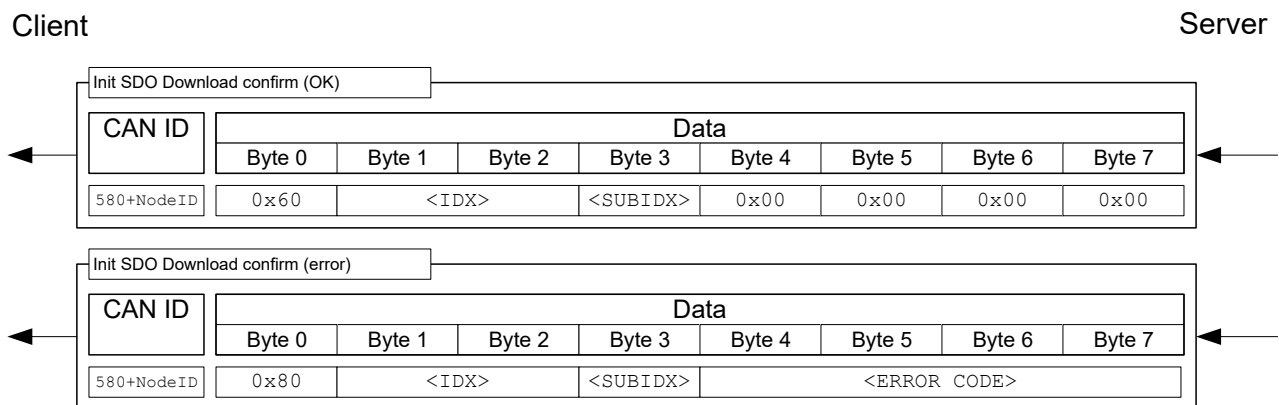 Client Server
Init SDO Download confirm (OK)
CAN ID Data
Byte 0 Byte 1 Byte 2 Byte 3 Byte 4 Byte 5 Byte 6 Byte 7
580+NodeID 0x60 <IDX> <SUBIDX> 0x00 0x00 0x00 0x00
Init SDO Download confirm (error)
CAN ID Data
Byte 0 Byte 1 Byte 2 Byte 3 Byte 4 Byte 5 Byte 6 Byte 7
580+NodeID 0x80 <IDX> <SUBIDX> <ERROR CODE>